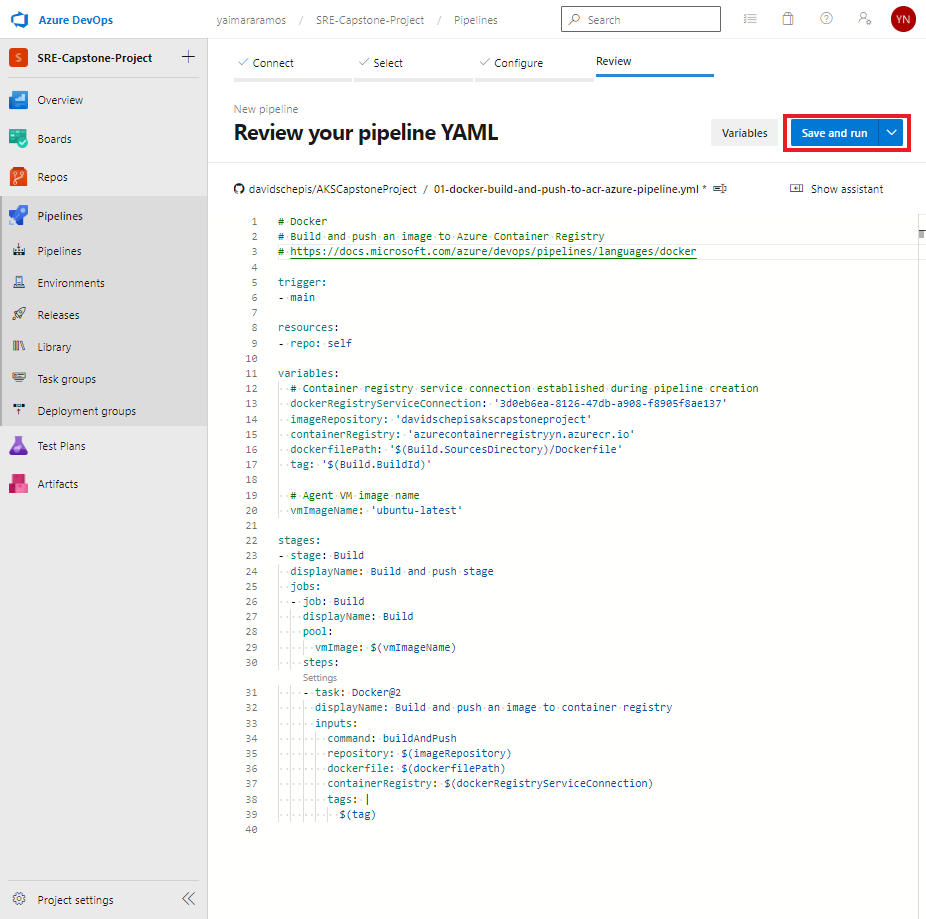 Azure DevOps
yaimararamos / SRE-Capstone-Project / Pipelines
Search
YN
S SRE-Capstone-Project
Overview
Boards
Repos
Pipelines
Pipelines
Environments
Releases
Library
Task groups
Deployment groups
Test Plans
Artifacts
Project settings
Connect
Select
Configure
Review
New pipeline
Review your pipeline YAML
Variables
Save and run
davidschepis/AKSCapstoneProject / 01-docker-build-and-push-to-acr-azure-pipeline.yml *
Show assistant
1 # Docker
2 # Build and push an image to Azure Container Registry
3 # https://docs.microsoft.com/azure/devops/pipelines/languages/docker
4
5 trigger:
6 - main
7
8 resources:
9 - repo: self
10
11 variables:
12   # Container registry service connection established during pipeline creation
13   dockerRegistryServiceConnection: '3d0eb6ea-8126-47db-a908-f8905f8ae137'
14   imageRepository: 'davidschepisakscapstoneproject'
15   containerRegistry: 'azurecontainerregistryyn.azurecr.io'
16   dockerfilePath: '$(Build.SourcesDirectory)/Dockerfile'
17   tag: '$(Build.BuildId)'
18
19   # Agent VM image name
20   vmImageName: 'ubuntu-latest'
21
22 stages:
23 - stage: Build
24   displayName: Build and push stage
25   jobs:
26   - job: Build
27     displayName: Build
28     pool:
29       vmImage: $(vmImageName)
30     steps:
Settings
31     - task: Docker@2
32       displayName: Build and push an image to container registry
33       inputs:
34         command: buildAndPush
35         repository: $(imageRepository)
36         dockerfile: $(dockerfilePath)
37         containerRegistry: $(dockerRegistryServiceConnection)
38         tags: |
39           $(tag)
40